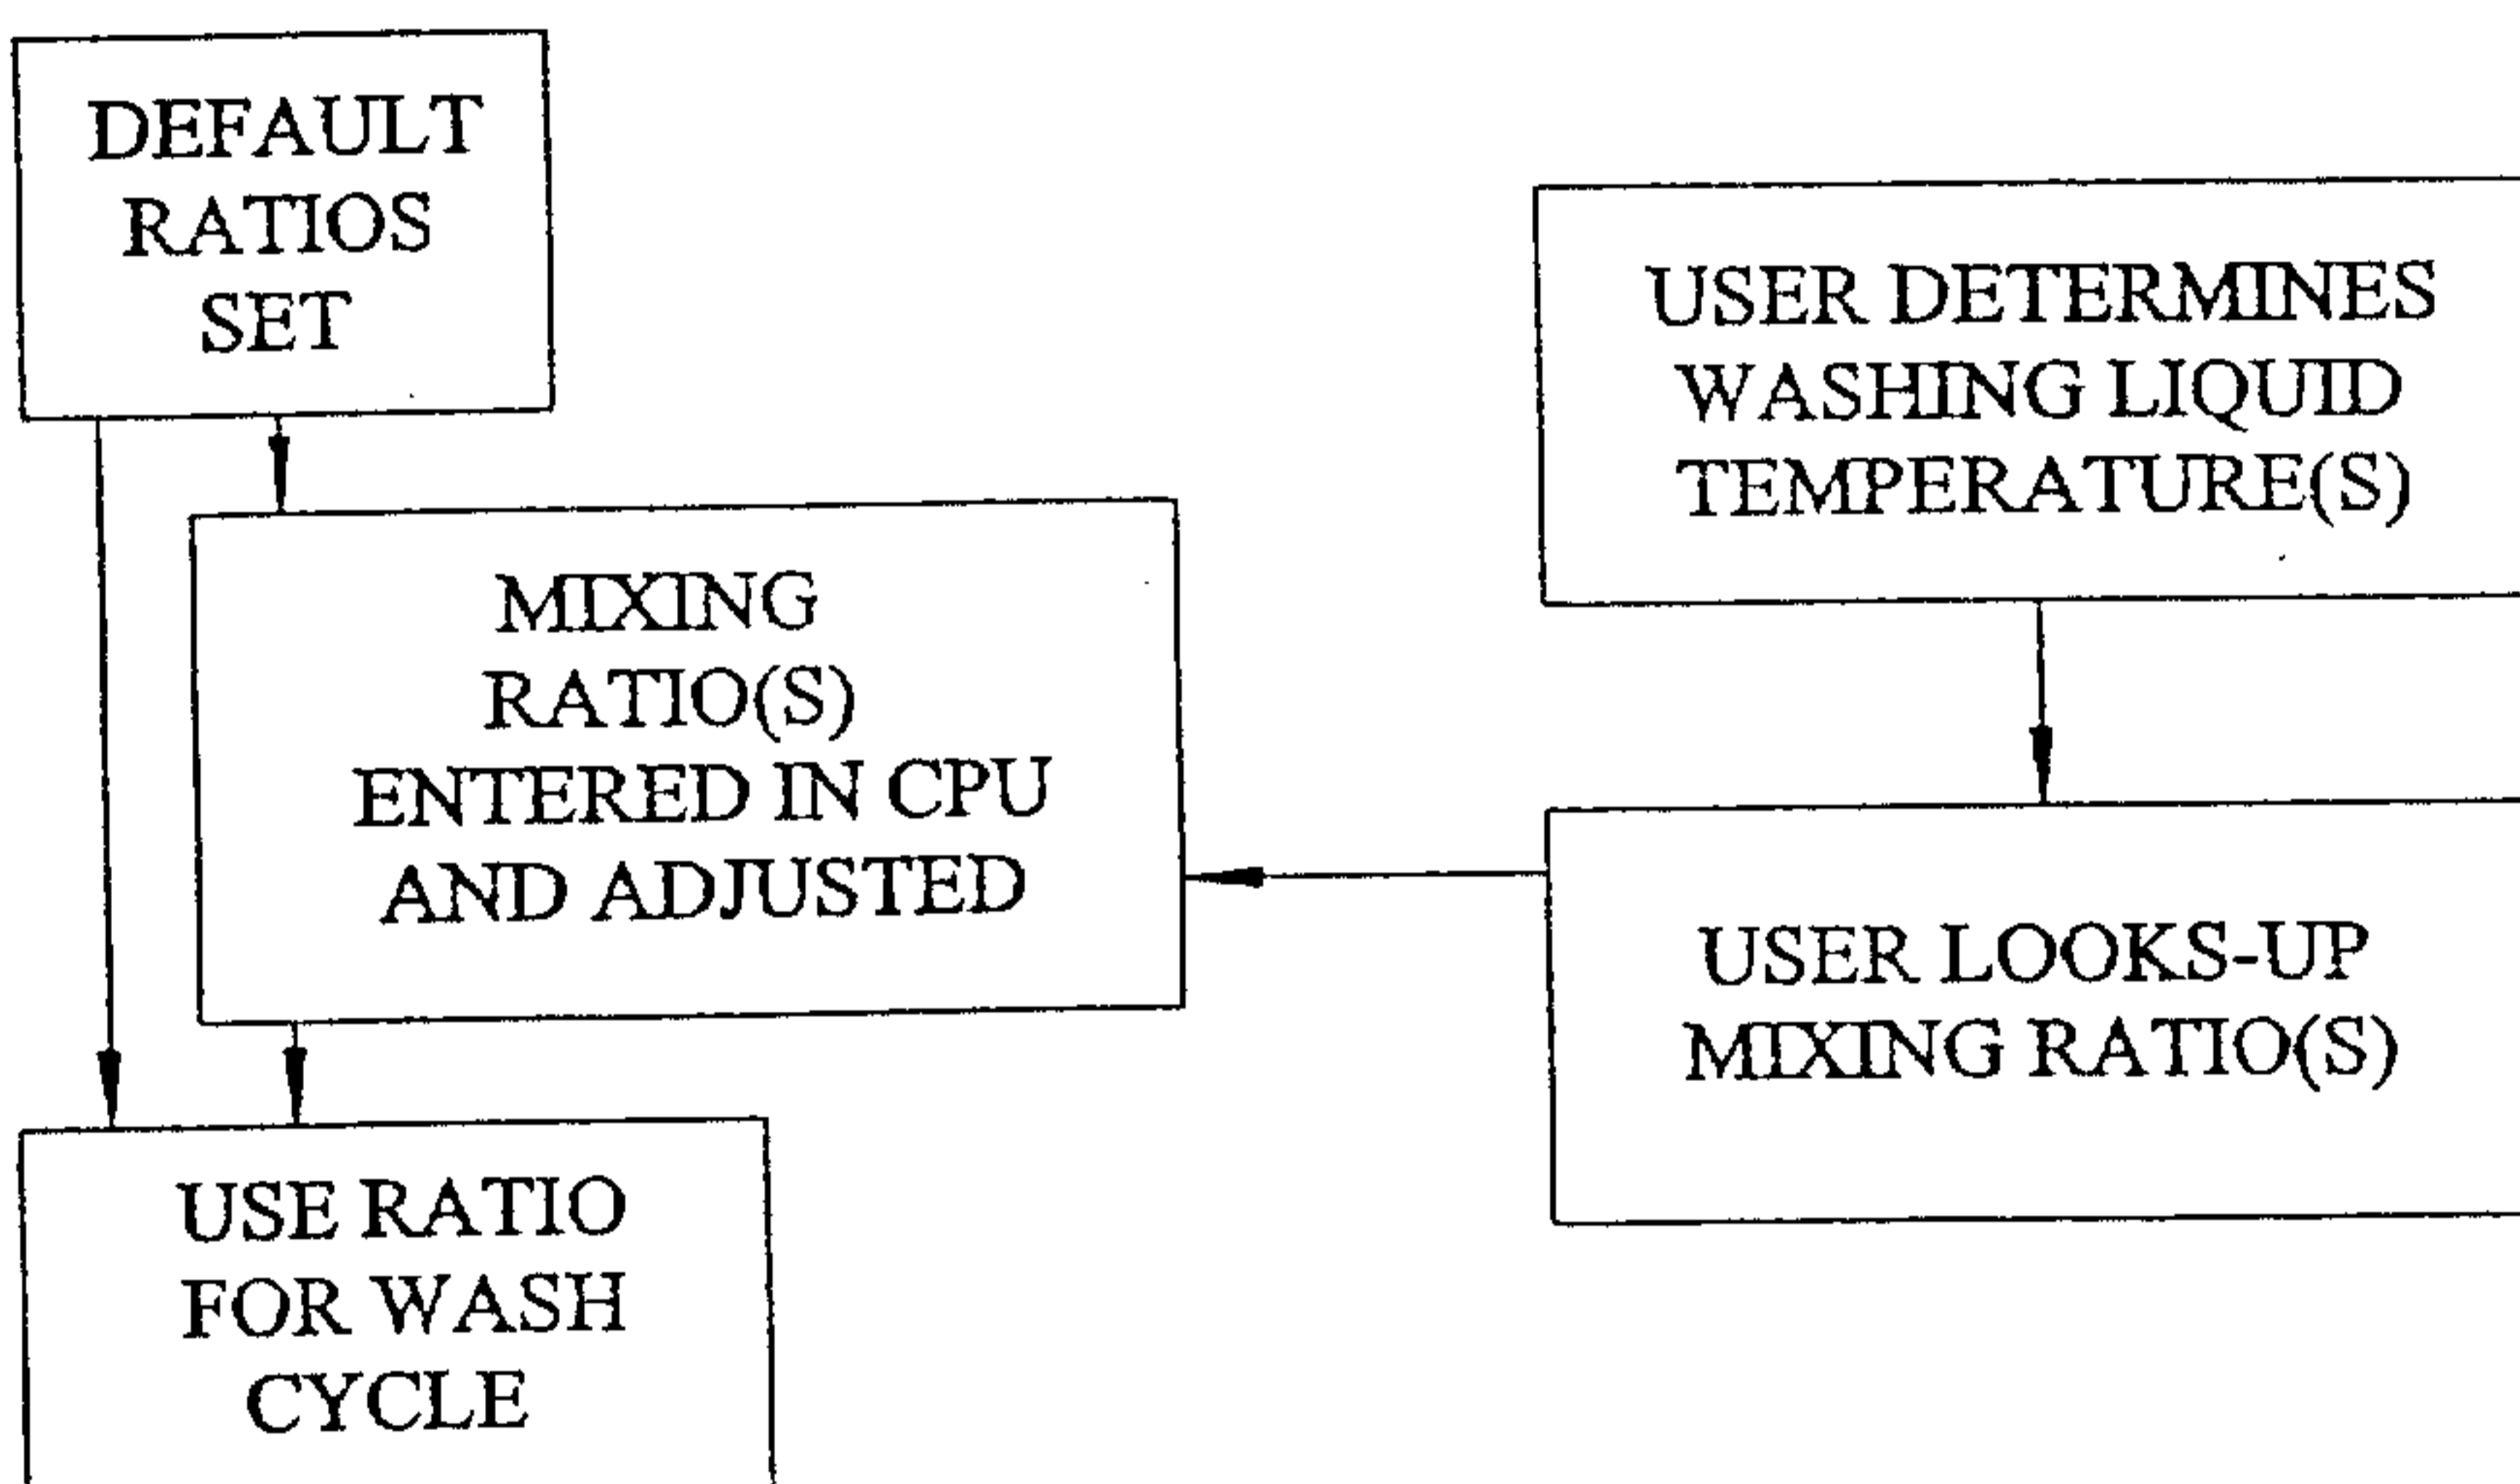 DEFAULT
RATIOS
SET
USER DETERMINES
WASHING LIQUID
TEMPERATURE(S)
MIXING
RATIO(S)
ENTERED IN CPU
AND ADJUSTED
USER LOOKS-UP
MIXING RATIO(S)
USE RATIO
FOR WASH
CYCLE